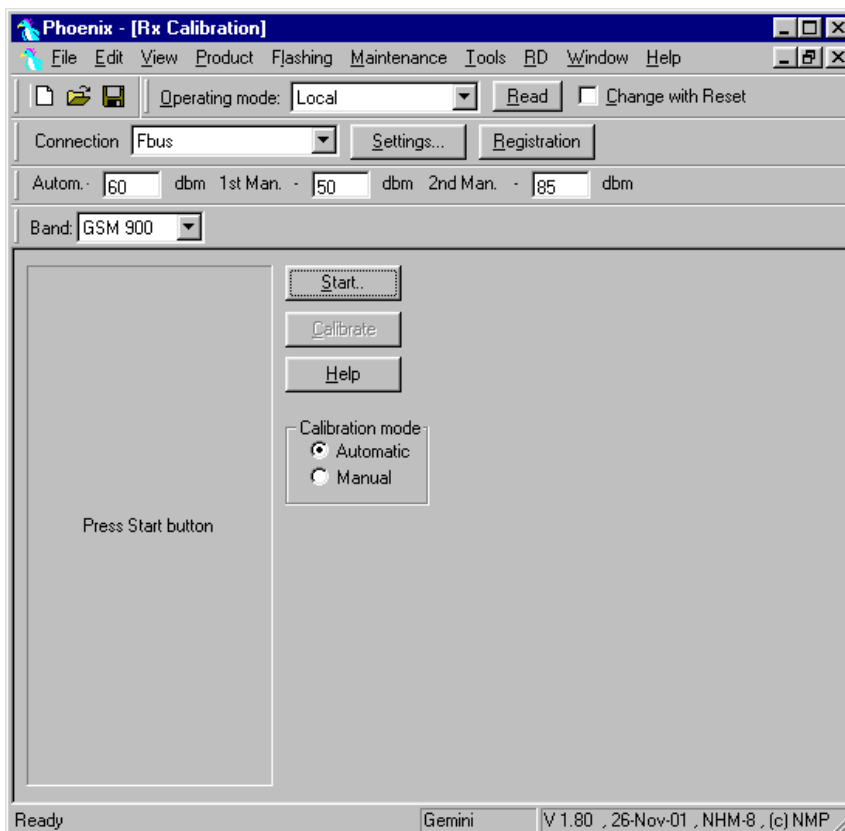 Phoenix - [Rx Calibration]
File Edit View Product Flashing Maintenance Tools RD Window Help
Operating mode: Local Read Change with Reset
Connection Fbus Settings... Registration
Autom. - 60 dbm 1st Man. - 50 dbm 2nd Man. - 85 dbm
Band: GSM 900
Start..
Calibrate
Help
Calibration mode
Automatic
Manual
Press Start button
Ready Gemini V 1.80 , 26-Nov-01 , NHM-8 , (c) NMP